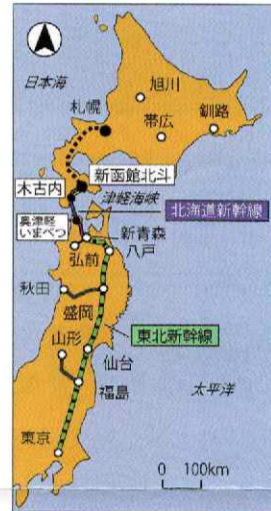 日本海
旭川
札幌
釧路
帯広
新函館北斗
木古内
津軽海峡
北海道新幹線
奥津軽
いまべつ
新青森
弘前
八戸
秋田
盛岡
山形
東北新幹線
仙台
福島
太平洋
東京
0 100km